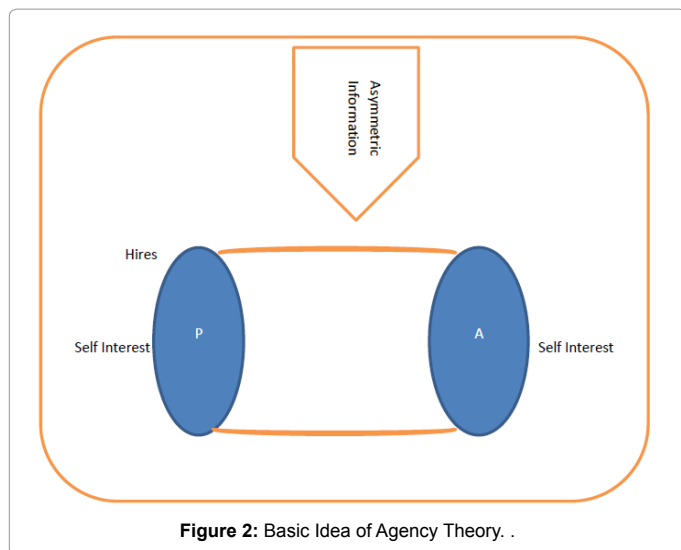 Asymmetric
Information
Hires
P
A
Self Interest
Self Interest
Figure 2: Basic Idea of Agency Theory. .